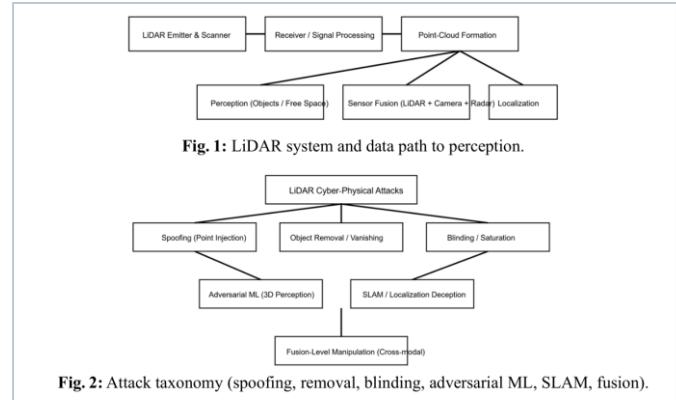 LiDAR Emitter & Scanner
Receiver / Signal Processing
Point-Cloud Formation
Perception (Objects / Free Space)
Sensor Fusion (LiDAR + Camera + Radar)
Localization
Fig. 1: LiDAR system and data path to perception.
LiDAR Cyber-Physical Attacks
Spoofing (Point Injection)
Object Removal / Vanishing
Blinding / Saturation
Adversarial ML (3D Perception)
SLAM / Localization Deception
Fusion-Level Manipulation (Cross-modal)
Fig. 2: Attack taxonomy (spoofing, removal, blinding, adversarial ML, SLAM, fusion).